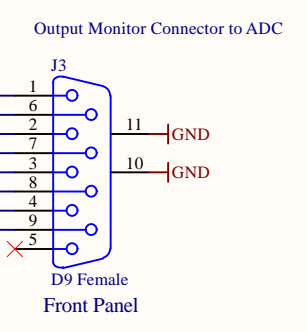 Output Monitor Connector to ADC
J3
1
6
2
11 GND
7
3
10 GND
8
4
9
5
D9 Female
Front Panel